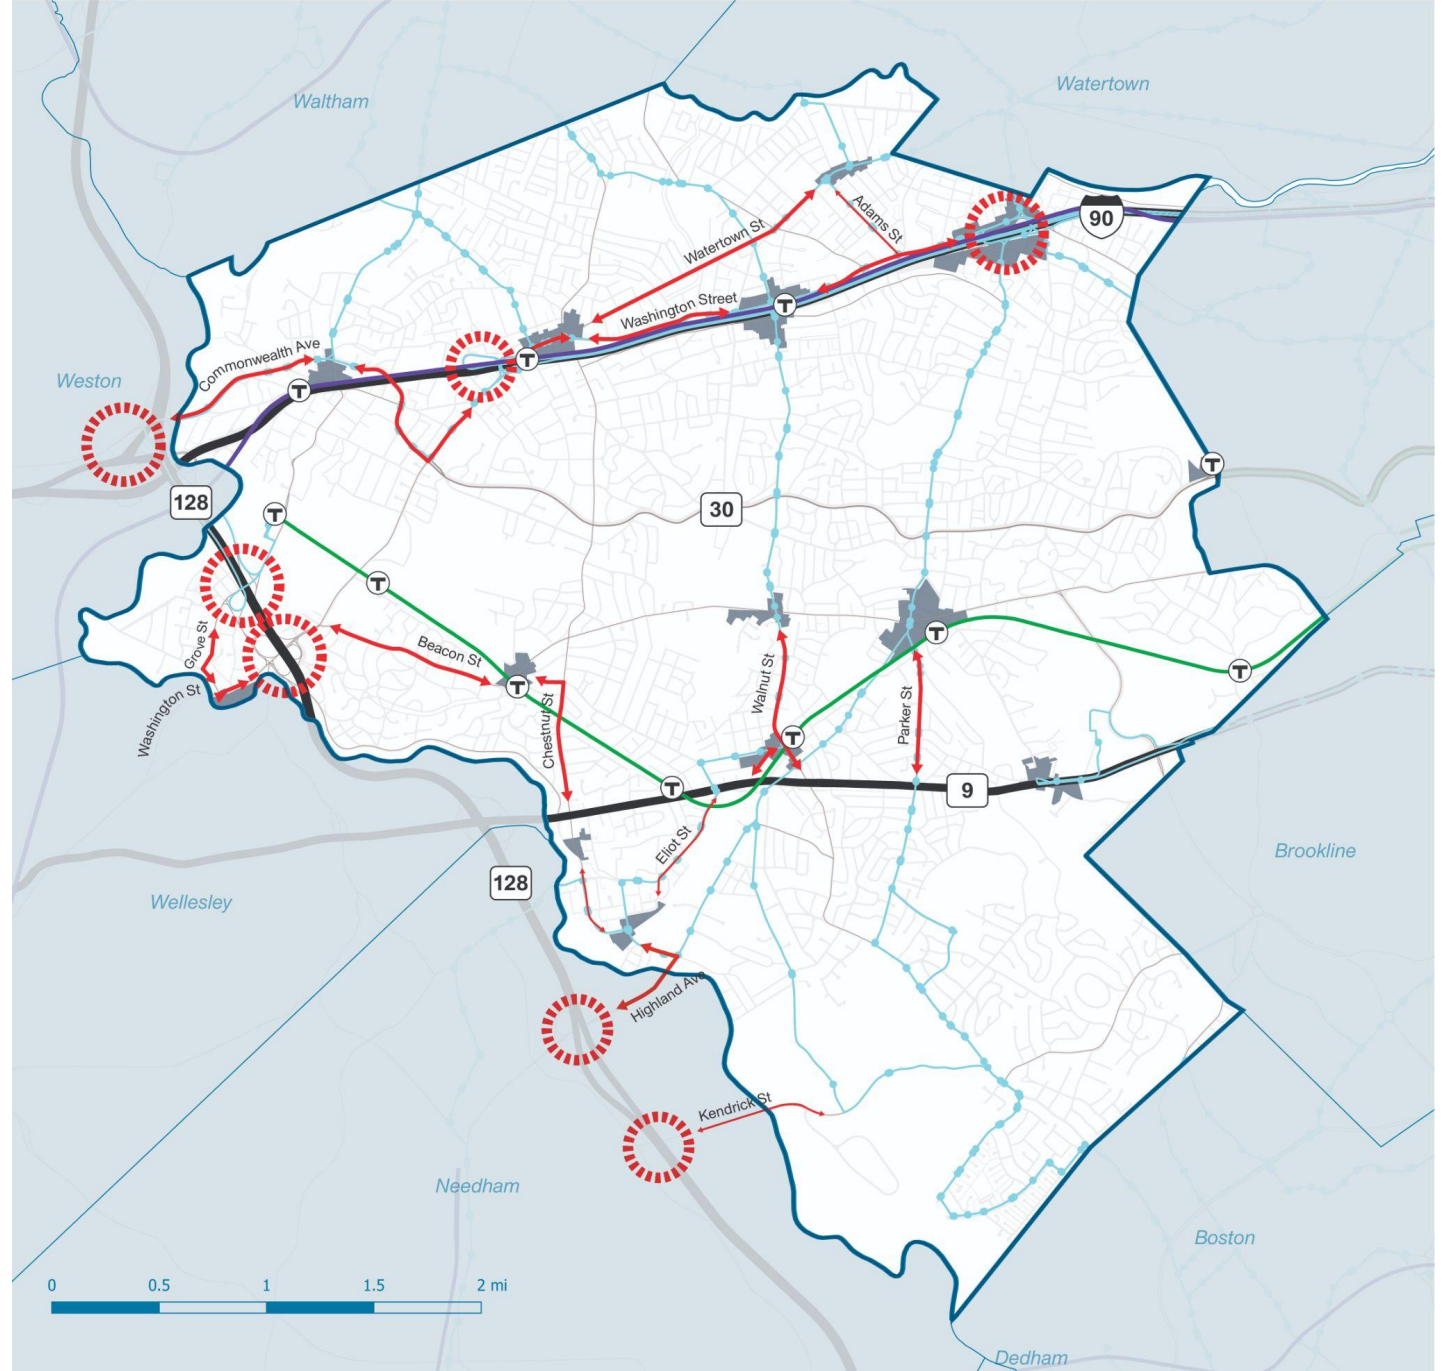 Watertown
Waltham
90
Adams St
Watertown St
T
Washington Street
Commonwealth Ave
T
Weston
T
T
128
30
T
T
Grove St
T
Beacon St
Walnut St
T
T
Washington St
Chestnut St
Parker St
T
T
9
Eliot St
Brookline
128
Wellesley
Highland Ave
Kendrick St
Needham
Boston
0 0.5 1 1.5 2 mi
Dedham